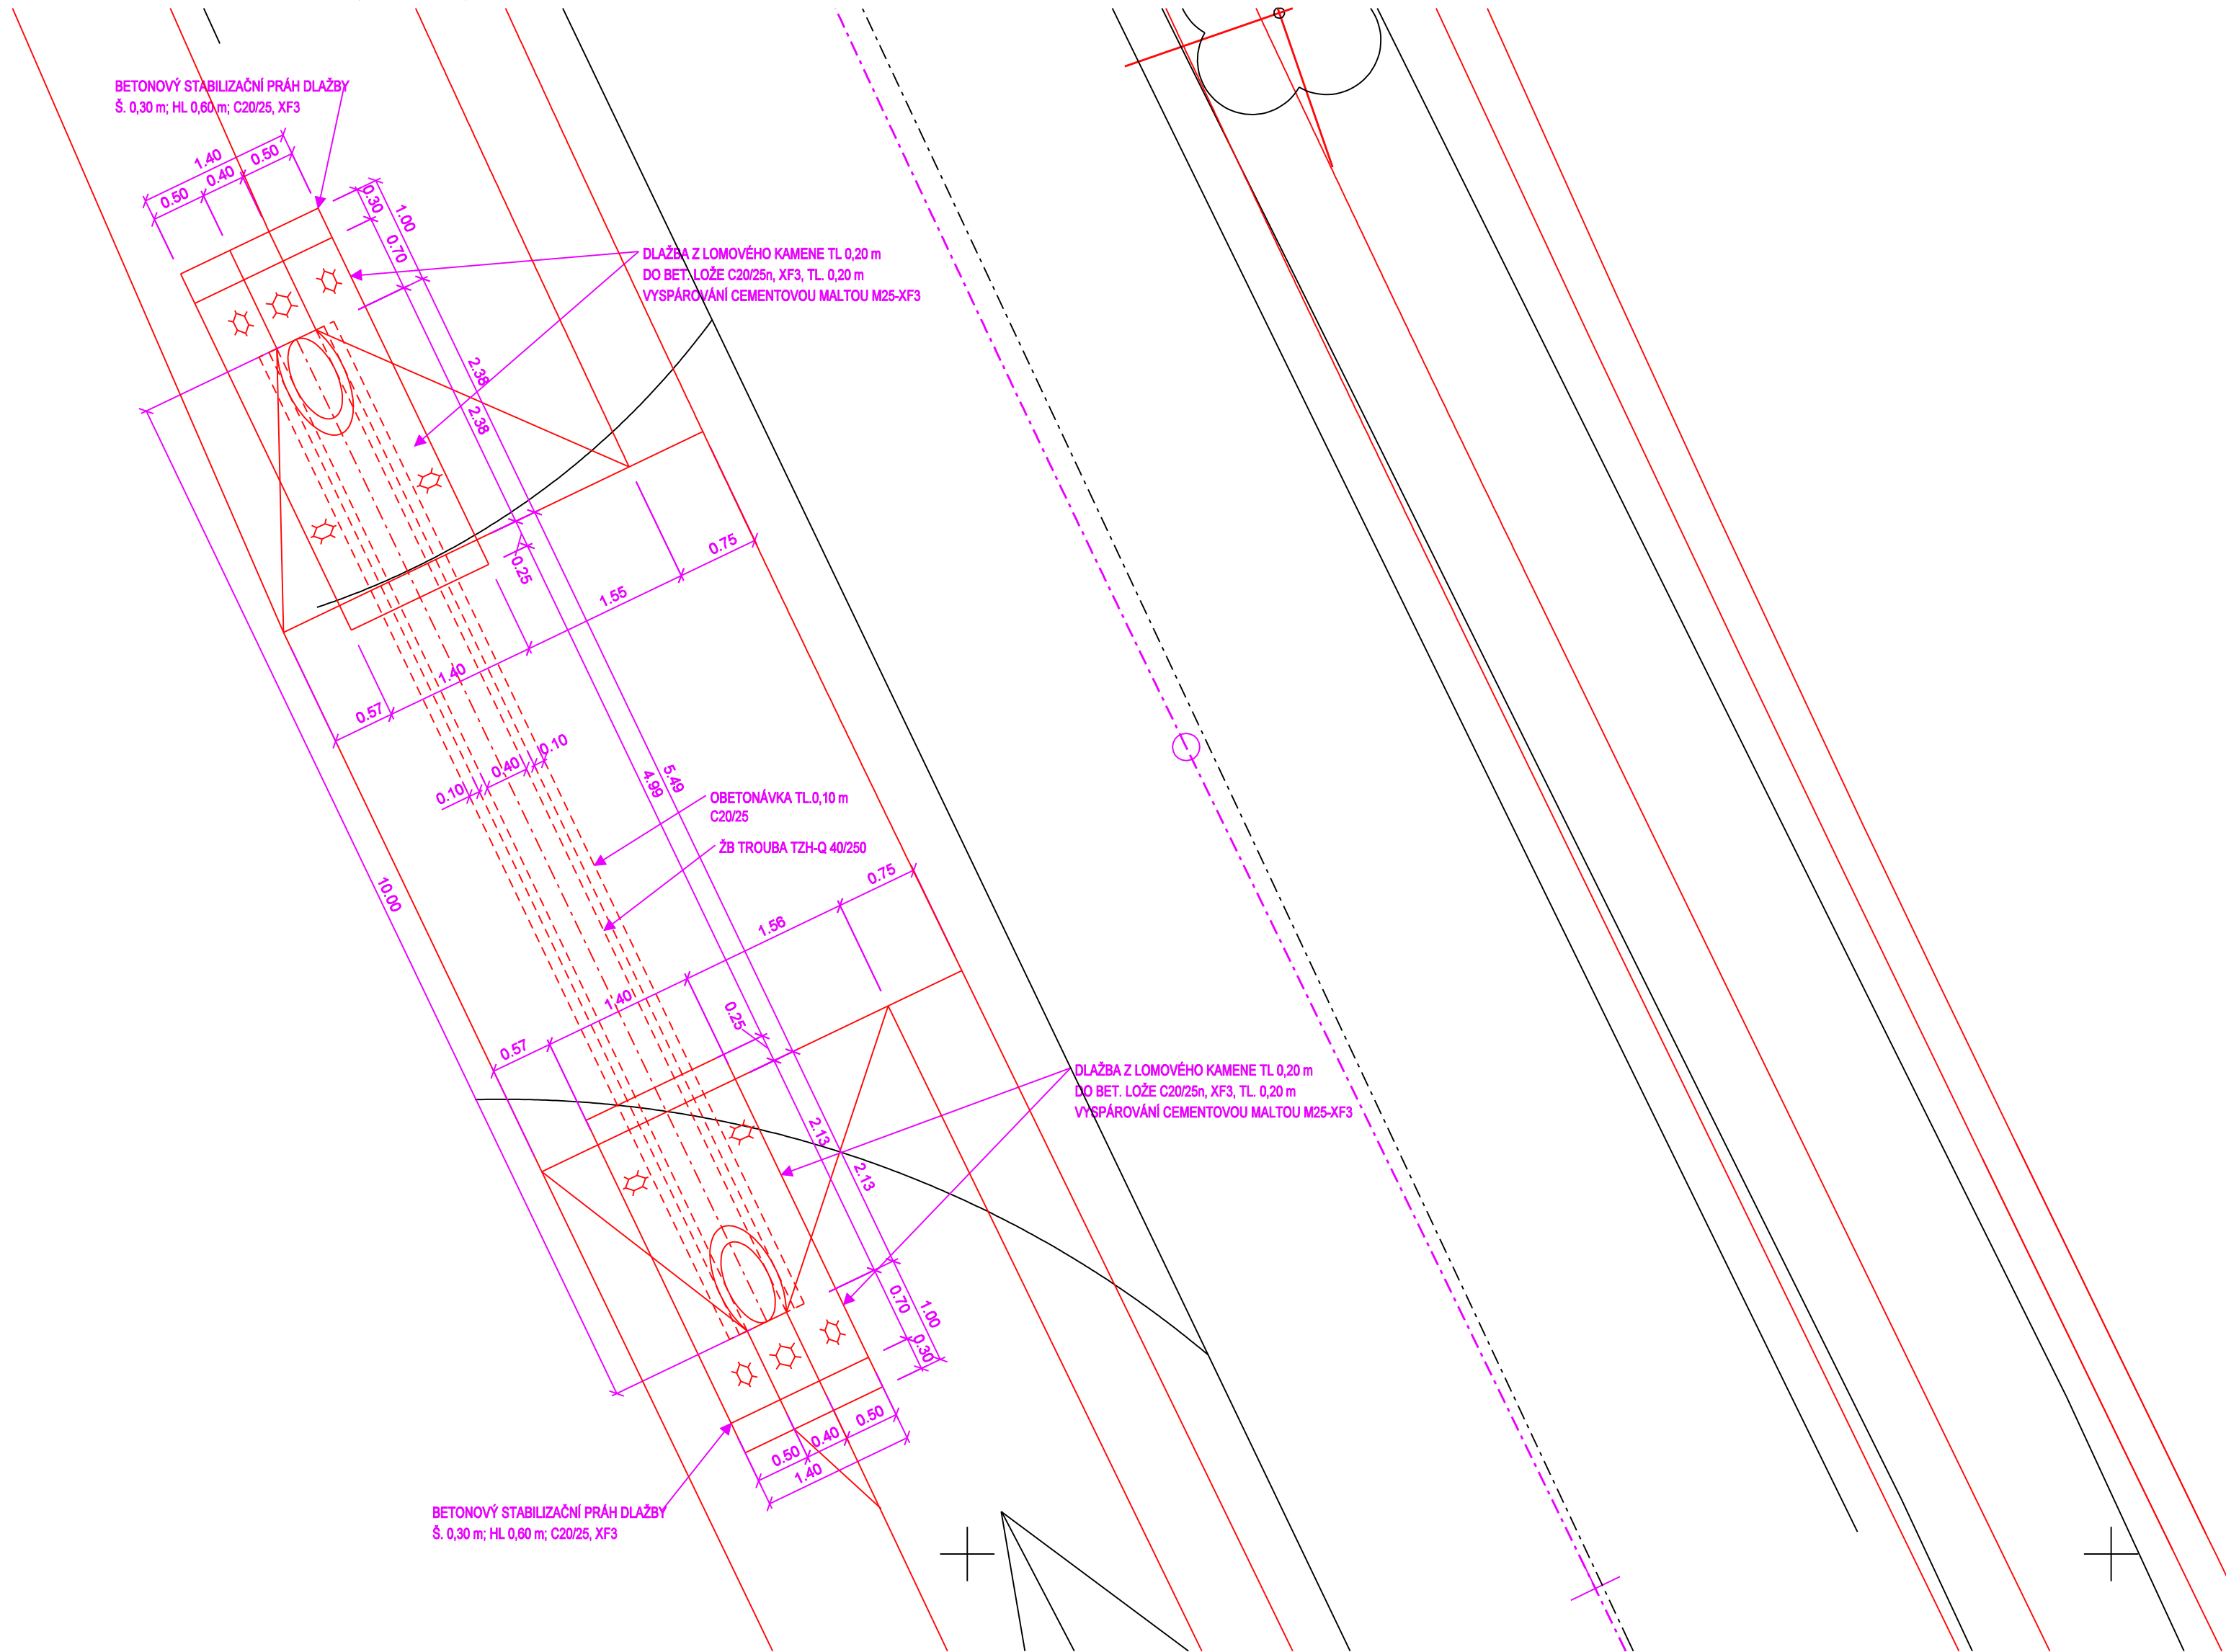 BETONOVÝ STABILIZAČNÍ PRÁH DLAŽBY
Š. 0,30 m; HL 0,60 m; C20/25, XF3
1.40
0.50
0.40
0.50
0.30
1.00
0.70
DLAŽBA Z LOMOVÉHO KAMENE TL 0,20 m
DO BET. LOŽE C20/25n, XF3, TL. 0,20 m
VYSPÁROVÁNÍ CEMENTOVOU MALTOU M25-XF3
2.38
2.38
0.25
0.75
1.55
1.40
0.57
0.10
0.40
0.10
4.99
5.49
OBETONÁVKA TL.0,10 m
C20/25
ŽB TROUBA TZH-Q 40/250
10.00
0.75
1.56
1.40
0.57
0.25
DLAŽBA Z LOMOVÉHO KAMENE TL 0,20 m
DO BET. LOŽE C20/25n, XF3, TL. 0,20 m
VYSPÁROVÁNÍ CEMENTOVOU MALTOU M25-XF3
2.13
2.13
0.70
1.00
0.30
0.50
0.40
0.50
1.40
BETONOVÝ STABILIZAČNÍ PRÁH DLAŽBY
Š. 0,30 m; HL 0,60 m; C20/25, XF3